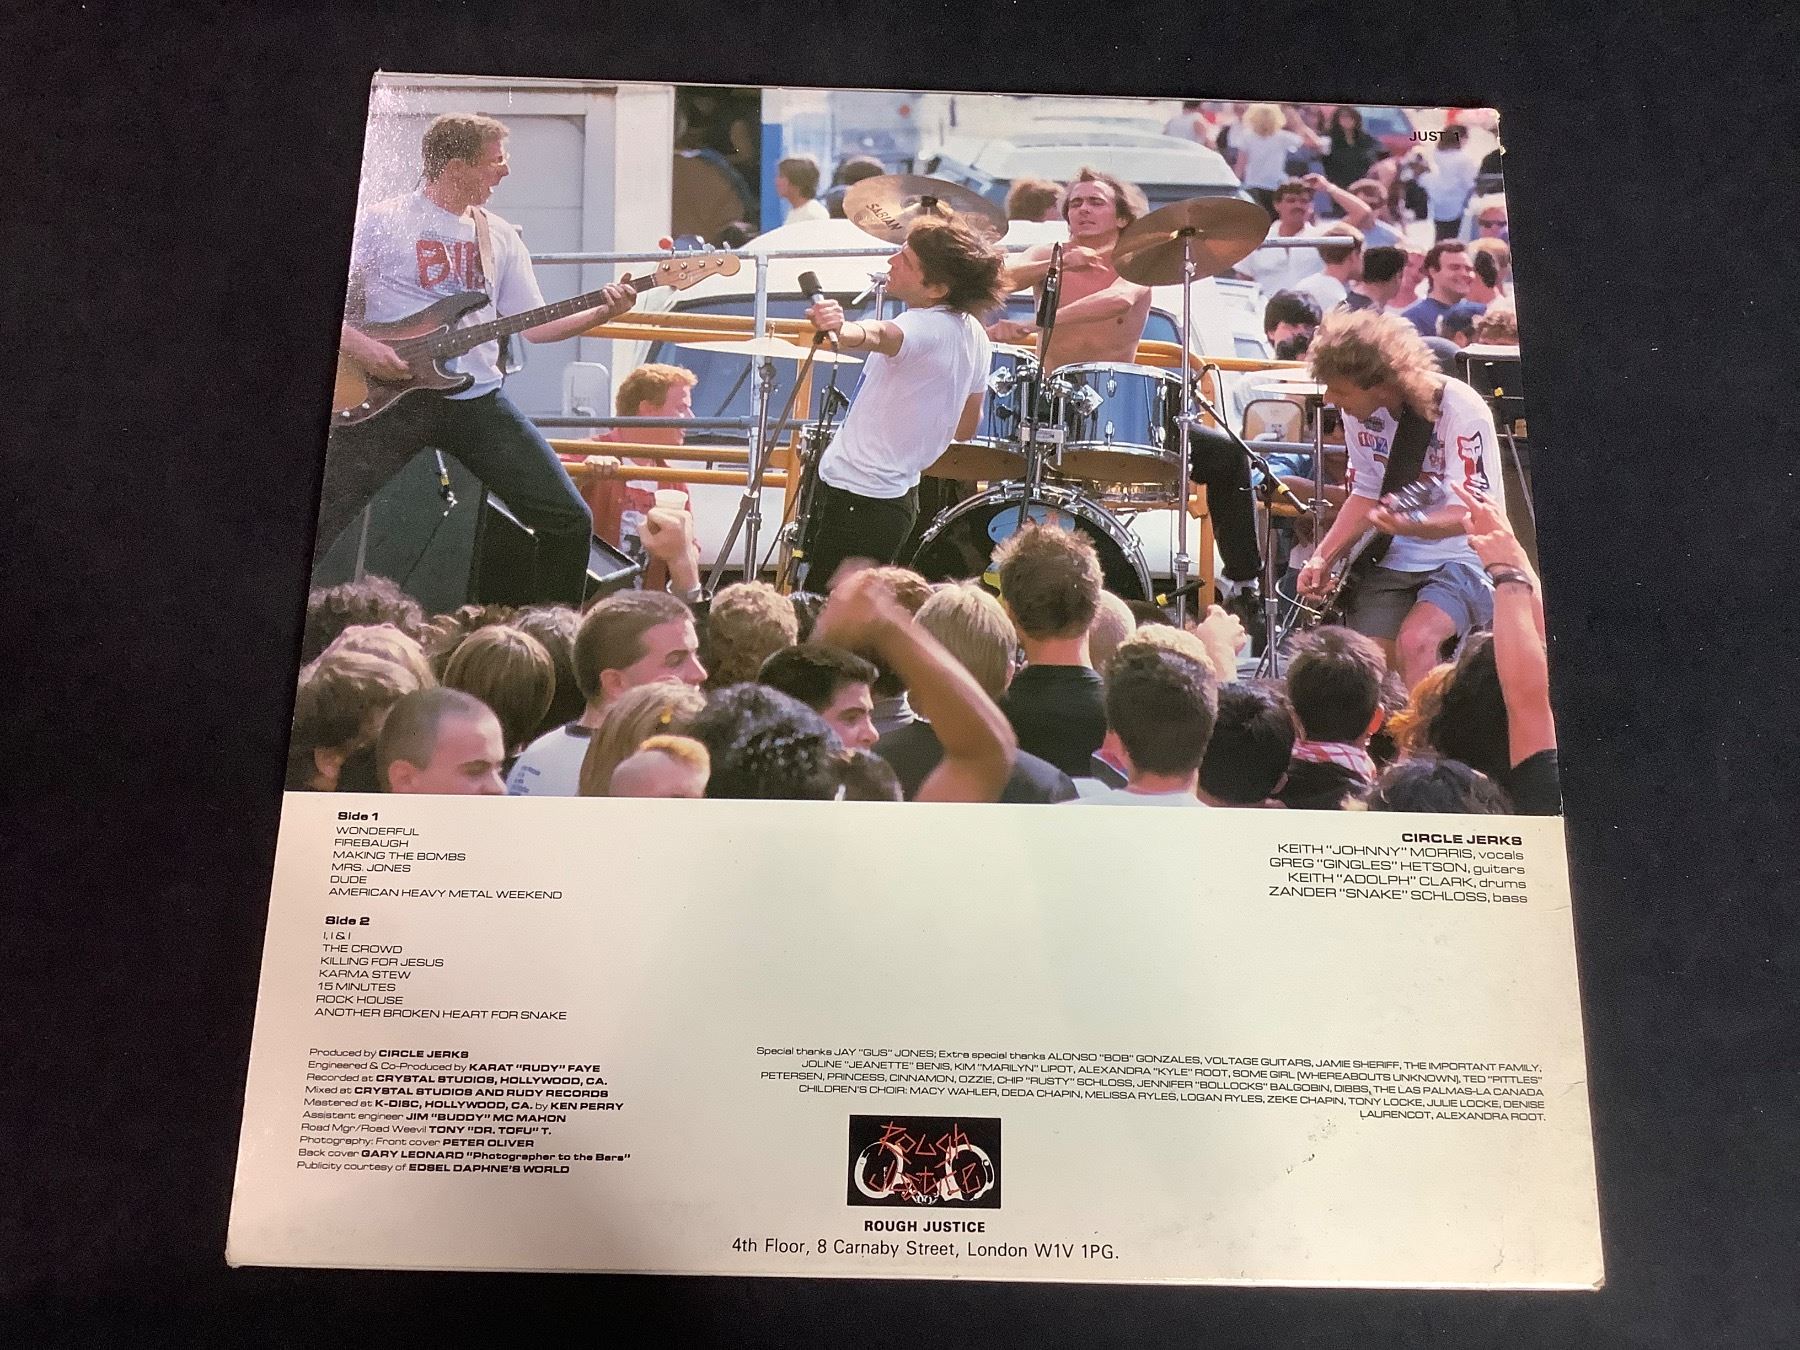 JUST 1
SABIAN
Side 1
WONDERFUL
FIREBAUGH
MAKING THE BOMBS
MRS. JONES
DUDE
AMERICAN HEAVY METAL WEEKEND
Side 2
I, I & I
THE CROWD
KILLING FOR JESUS
KARMA STEW
15 MINUTES
ROCK HOUSE
ANOTHER BROKEN HEART FOR SNAKE
CIRCLE JERKS
KEITH "JOHNNY" MORRIS, vocals
GREG "GINGLES" HETSON, guitars
KEITH "ADOLPH" CLARK, drums
ZANDER "SNAKE" SCHLOSS, bass
Produced by CIRCLE JERKS
Engineered & Co-Produced by KARAT "RUDY" FAYE
Recorded at CRYSTAL STUDIOS, HOLLYWOOD, CA.
Mixed at CRYSTAL STUDIOS AND RUDY RECORDS
Mastered at K-DISC, HOLLYWOOD, CA. by KEN PERRY
Assistant engineer JIM "BUDDY" MC MAHON
Road Mgr/Road Weevil TONY "DR. TOFU" T.
Photography: Front cover PETER OLIVER
Back cover GARY LEONARD "Photographer to the Bars"
Publicity courtesy of EDSEL DAPHNE'S WORLD
Special thanks JAY "GUS" JONES; Extra special thanks ALONSO "BOB" GONZALES, VOLTAGE GUITARS, JAMIE SHERIFF, THE IMPORTANT FAMILY,
JOLINE "JEANETTE" BENIS, KIM "MARILYN" LIPOT, ALEXANDRA "KYLE" ROOT, SOME GIRL (WHEREABOUTS UNKNOWN), TED "PITTLES"
PETERSEN, PRINCESS, CINNAMON, OZZIE, CHIP "RUSTY" SCHLOSS, JENNIFER "BOLLOCKS" BALGOBIN, DIBBS, THE LAS PALMAS-LA CANADA
CHILDREN'S CHOIR: MACY WAHLER, DEDA CHAPIN, MELISSA RYLES, LOGAN RYLES, ZEKE CHAPIN, TONY LOCKE, JULIE LOCKE, DENISE
LAURENCOT, ALEXANDRA ROOT.
Rough
Justice
ROUGH JUSTICE
4th Floor, 8 Carnaby Street, London W1V 1PG.